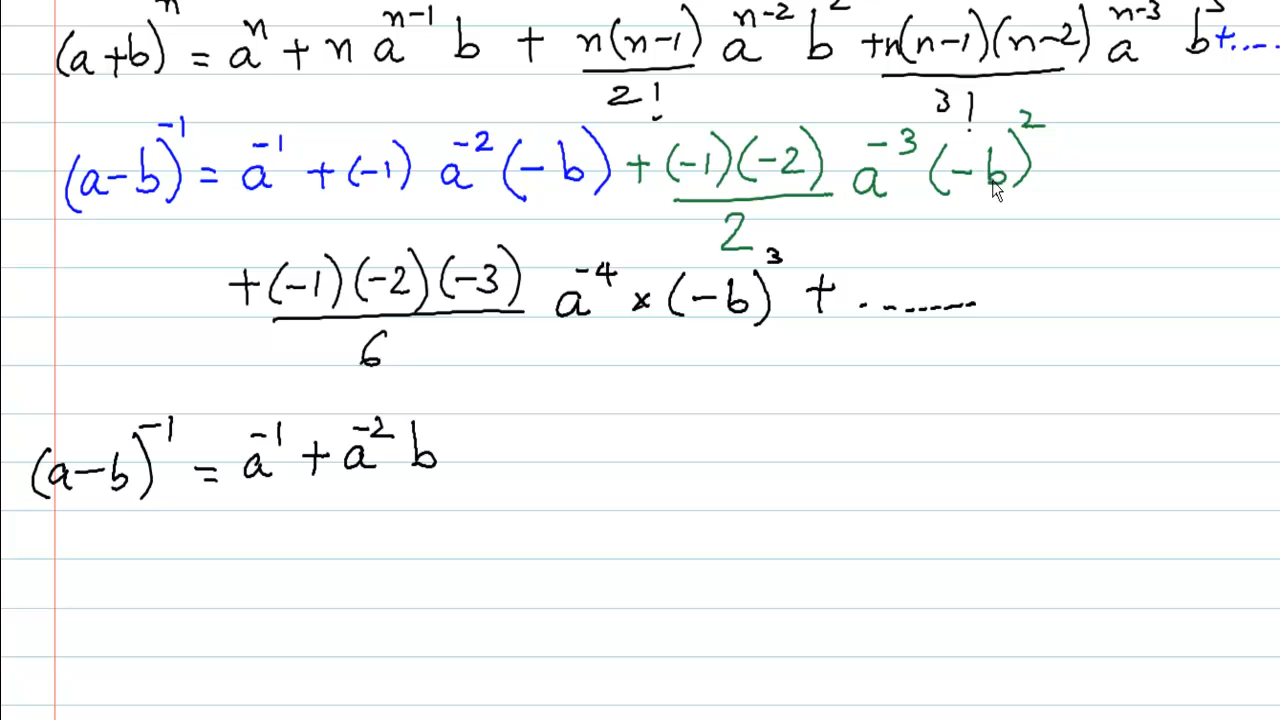 (a+b)^n = a^n + n a^(n-1) b + n(n-1)/2! a^(n-2) b^2 + n(n-1)(n-2)/3! a^(n-3) b^3 +....
(a-b)^-1 = a^-1 + (-1) a^-2 (-b) + (-1)(-2)/2 a^-3 (-b)^2
+ (-1)(-2)(-3)/6 a^-4 × (-b)^3 + ........
(a-b)^-1 = a^-1 + a^-2 b